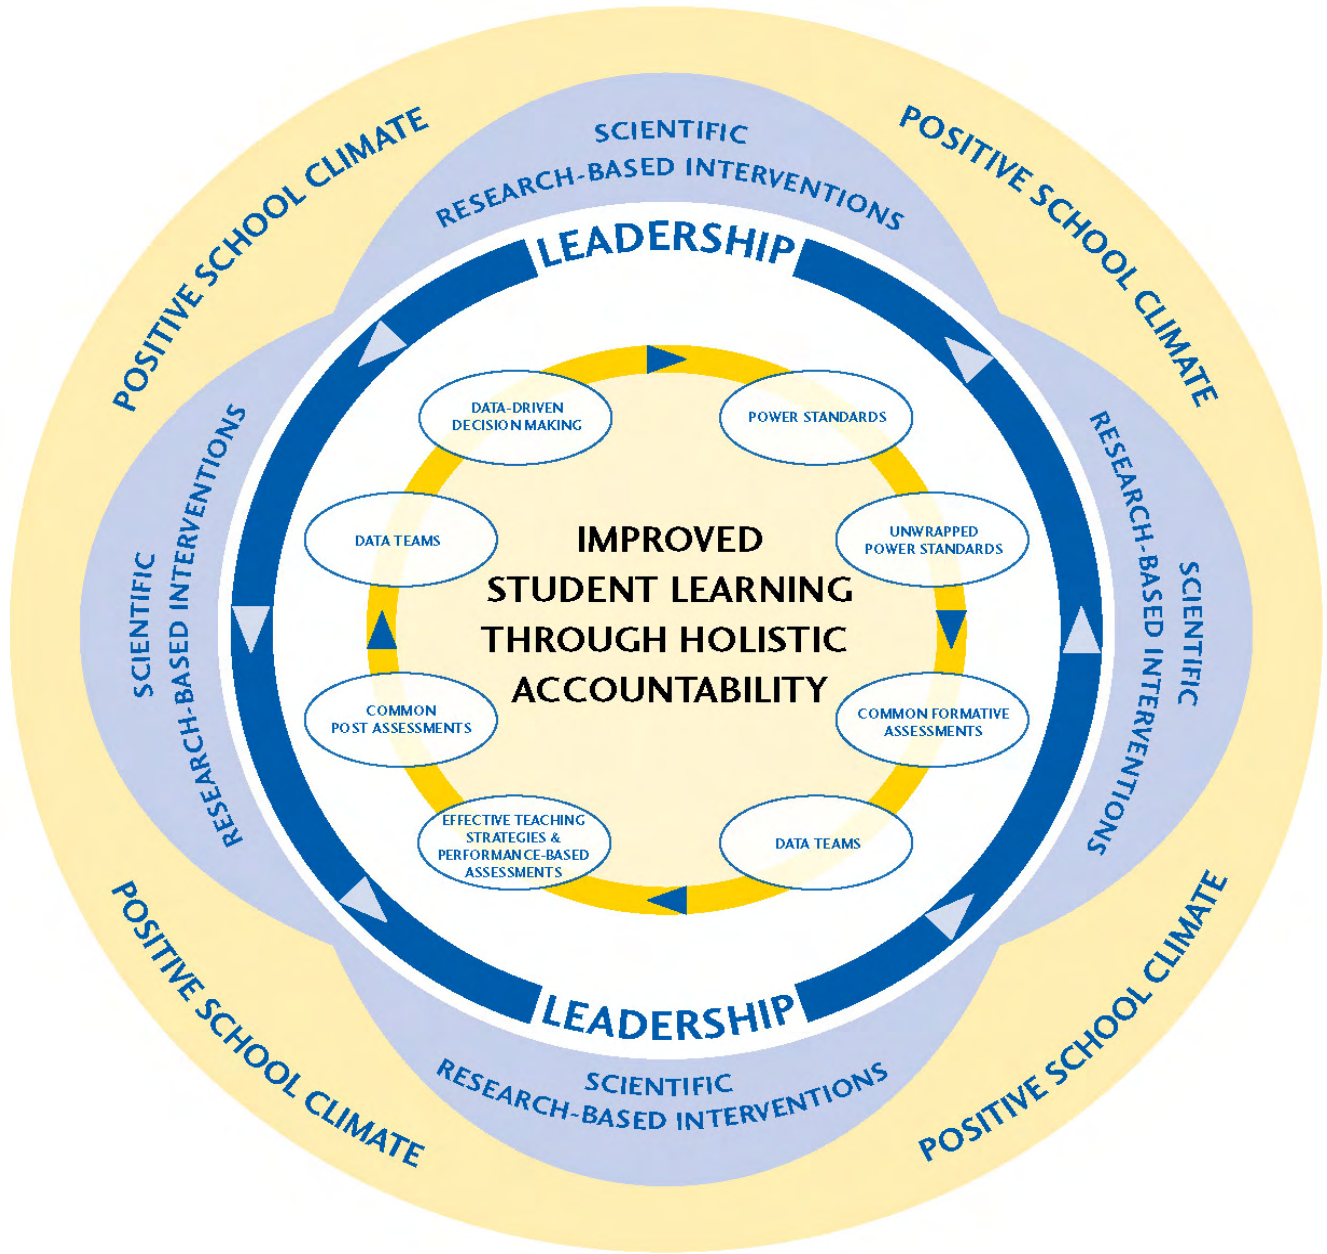 POSITIVE SCHOOL CLIMATE
SCIENTIFIC
RESEARCH-BASED INTERVENTIONS
POSITIVE SCHOOL CLIMATE
LEADERSHIP
DATA-DRIVEN
DECISION MAKING
POWER STANDARDS
DATA TEAMS
UNWRAPPED
POWER STANDARDS
SCIENTIFIC
RESEARCH-BASED INTERVENTIONS
IMPROVED
STUDENT LEARNING
THROUGH HOLISTIC
ACCOUNTABILITY
SCIENTIFIC
RESEARCH-BASED INTERVENTIONS
COMMON
POST ASSESSMENTS
COMMON FORMATIVE
ASSESSMENTS
EFFECTIVE TEACHING
STRATEGIES &
PERFORMANCE-BASED
ASSESSMENTS
DATA TEAMS
LEADERSHIP
POSITIVE SCHOOL CLIMATE
SCIENTIFIC
RESEARCH-BASED INTERVENTIONS
POSITIVE SCHOOL CLIMATE